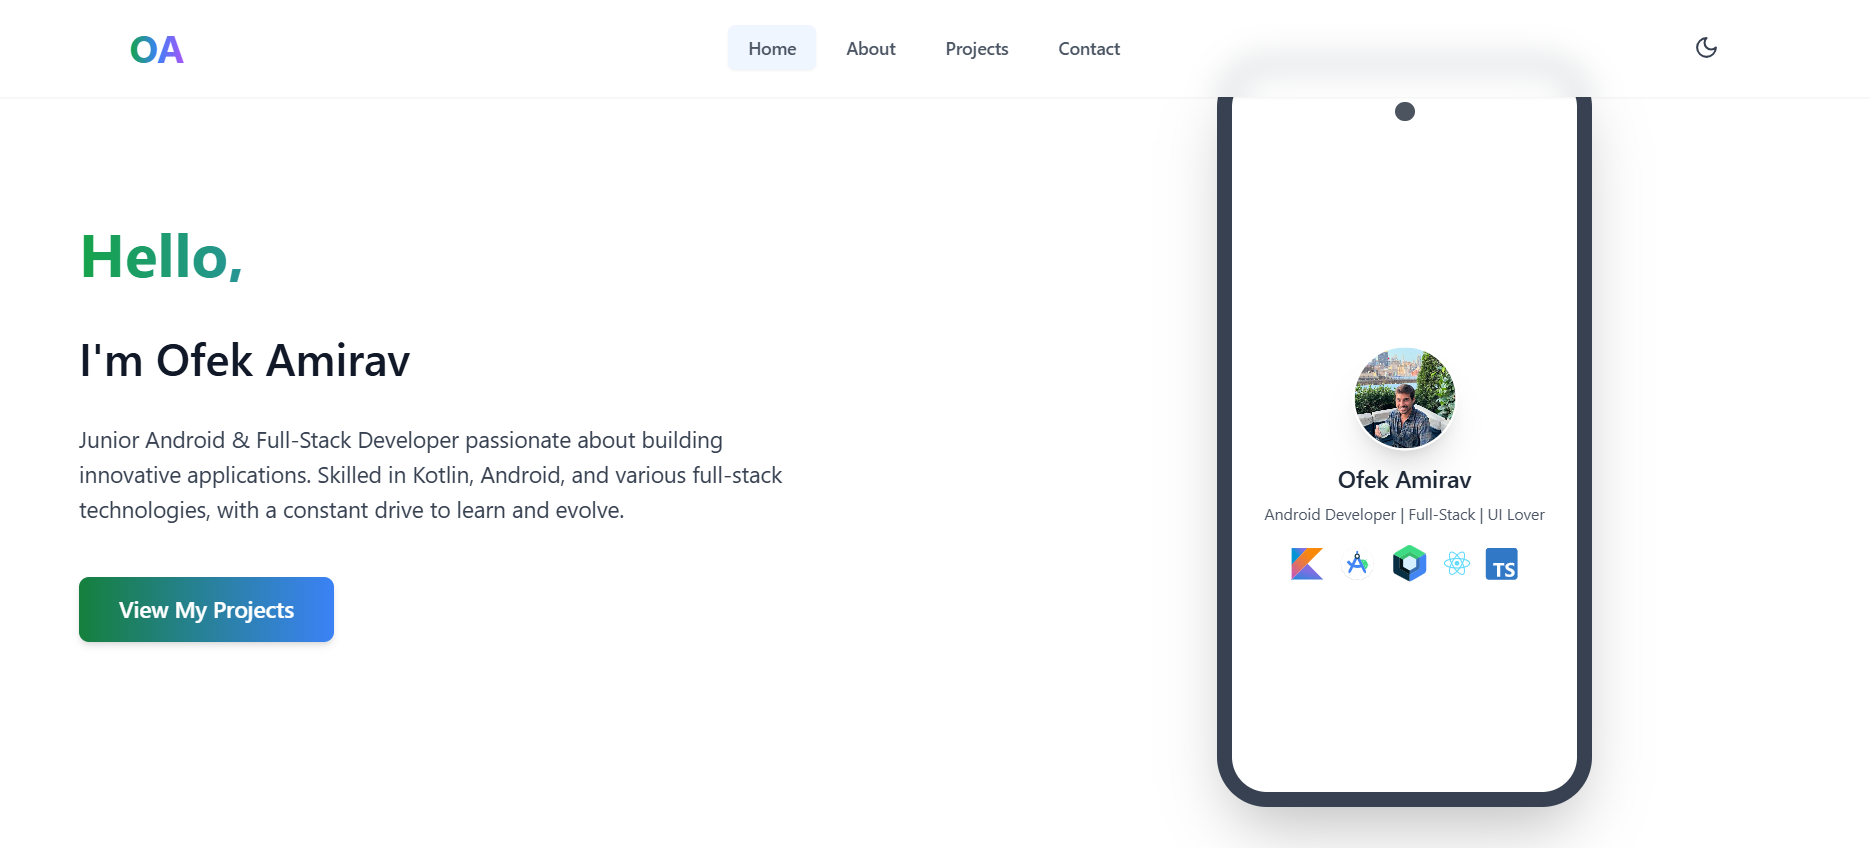 OA
Home
About
Projects
Contact
Hello,
I'm Ofek Amirav
Junior Android & Full-Stack Developer passionate about building
innovative applications. Skilled in Kotlin, Android, and various full-stack
technologies, with a constant drive to learn and evolve.
View My Projects
Ofek Amirav
Android Developer | Full-Stack | UI Lover
TS